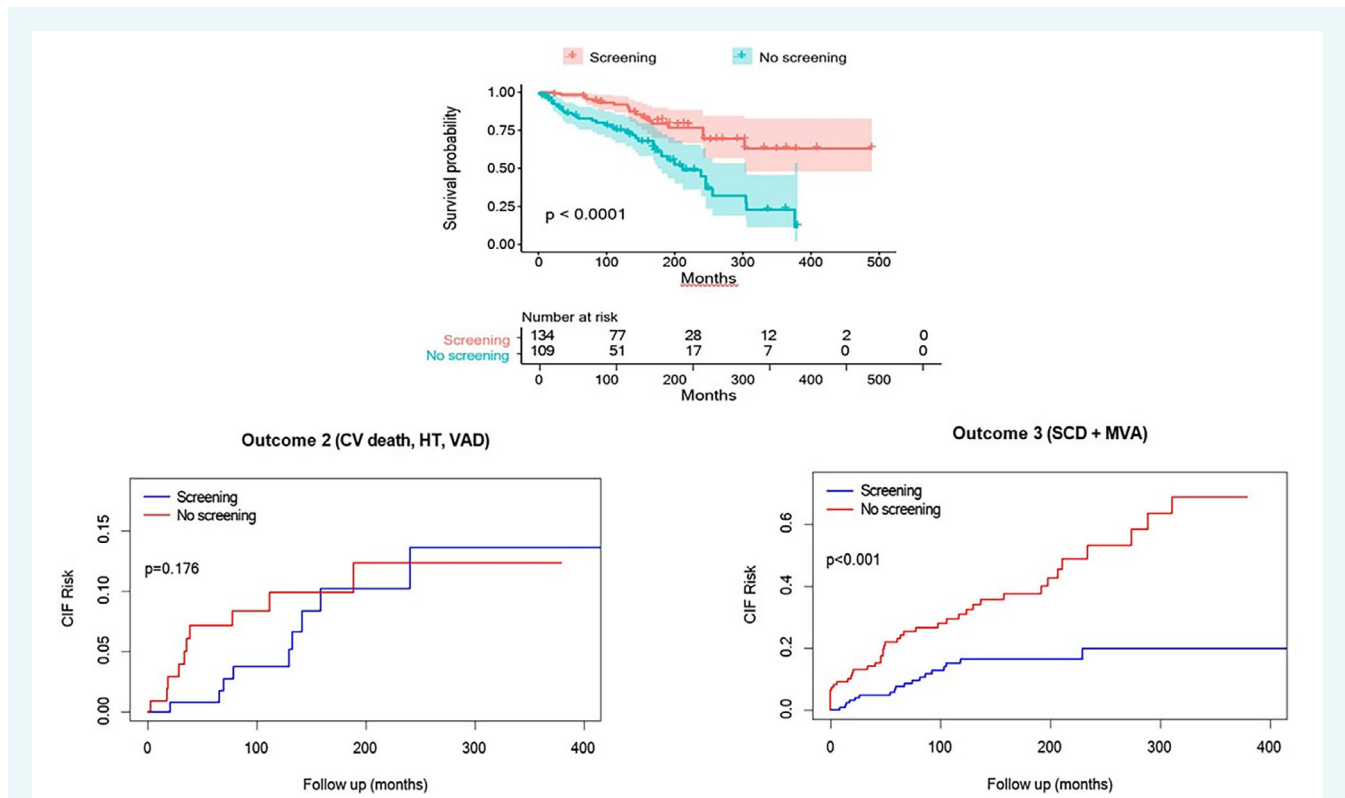 Screening No screening
Survival probability
1.00
0.75
0.50
0.25
0.00
p < 0.0001
0 100 200 300 400 500
Months
Number at risk
Screening 134 77 28 12 2 0
No screening 109 51 17 7 0 0
0 100 200 300 400 500
Months
Outcome 2 (CV death, HT, VAD)
Screening
No screening
p=0.176
CIF Risk
0.15
0.10
0.05
0.00
0 100 200 300 400
Follow up (months)
Outcome 3 (SCD + MVA)
Screening
No screening
p<0.001
CIF Risk
0.6
0.4
0.2
0.0
0 100 200 300 400
Follow up (months)